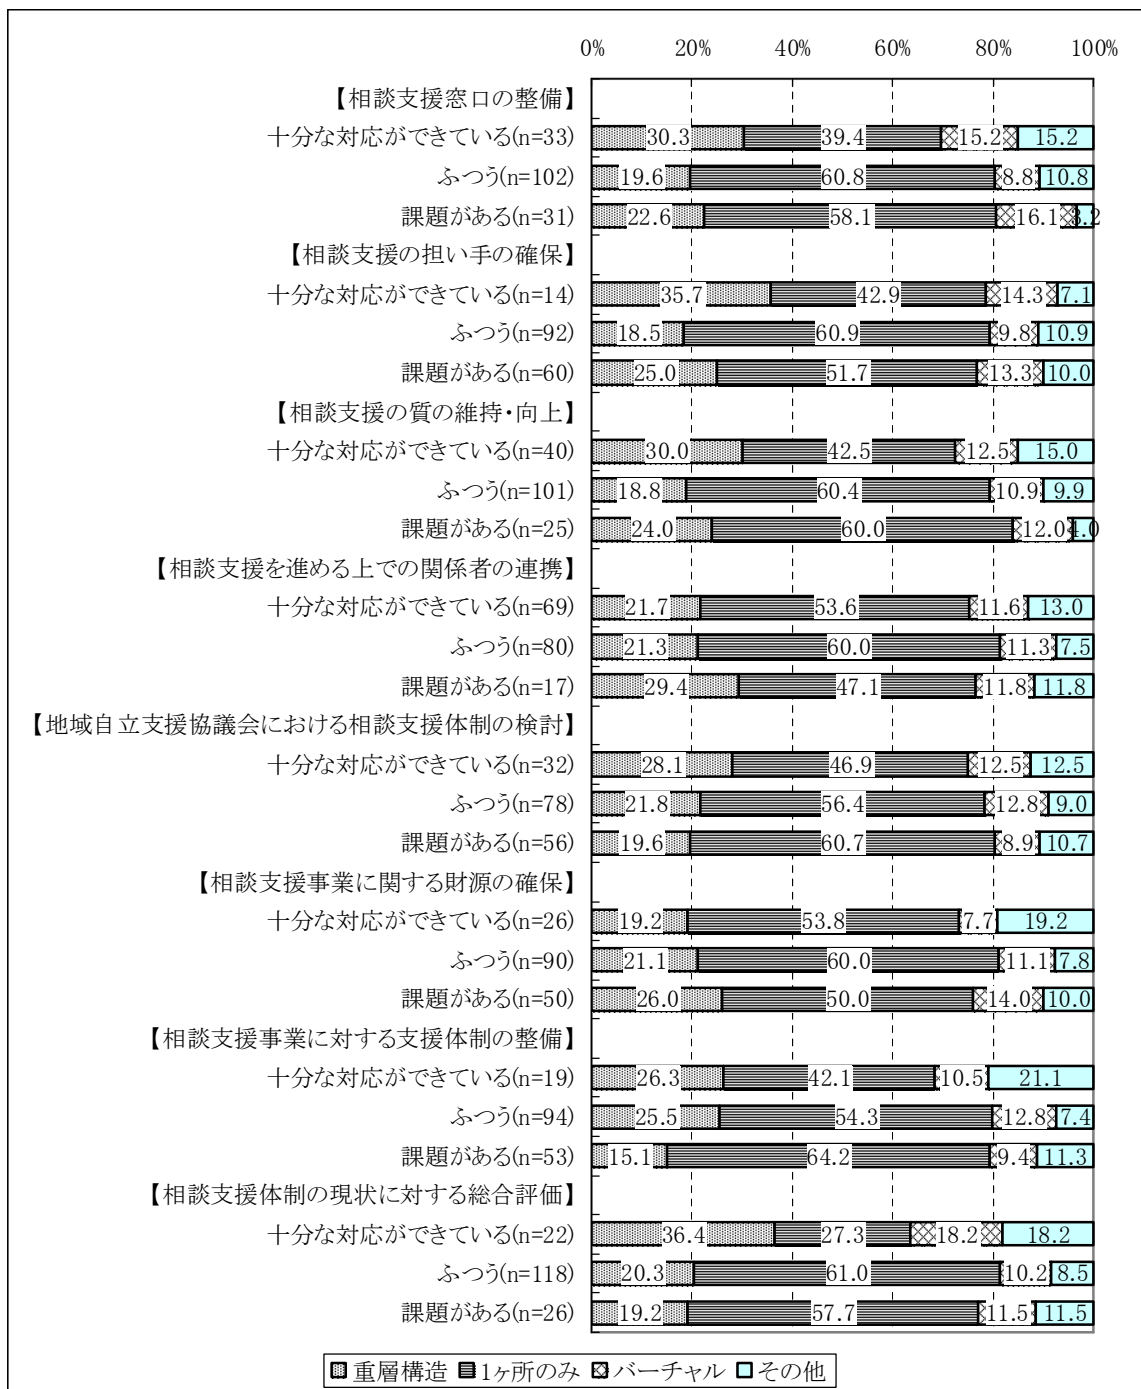 0% 20% 40% 60% 80% 100%
【相談支援窓口の整備】
十分な対応ができている(n=33) 30.3 39.4 15.2 15.2
ふつう(n=102) 19.6 60.8 8.8 10.8
課題がある(n=31) 22.6 58.1 16.1 3.2
【相談支援の担い手の確保】
十分な対応ができている(n=14) 35.7 42.9 14.3 7.1
ふつう(n=92) 18.5 60.9 9.8 10.9
課題がある(n=60) 25.0 51.7 13.3 10.0
【相談支援の質の維持・向上】
十分な対応ができている(n=40) 30.0 42.5 12.5 15.0
ふつう(n=101) 18.8 60.4 10.9 9.9
課題がある(n=25) 24.0 60.0 12.0 4.0
【相談支援を進める上での関係者の連携】
十分な対応ができている(n=69) 21.7 53.6 11.6 13.0
ふつう(n=80) 21.3 60.0 11.3 7.5
課題がある(n=17) 29.4 47.1 11.8 11.8
【地域自立支援協議会における相談支援体制の検討】
十分な対応ができている(n=32) 28.1 46.9 12.5 12.5
ふつう(n=78) 21.8 56.4 12.8 9.0
課題がある(n=56) 19.6 60.7 8.9 10.7
【相談支援事業に関する財源の確保】
十分な対応ができている(n=26) 19.2 53.8 7.7 19.2
ふつう(n=90) 21.1 60.0 11.1 7.8
課題がある(n=50) 26.0 50.0 14.0 10.0
【相談支援事業に対する支援体制の整備】
十分な対応ができている(n=19) 26.3 42.1 10.5 21.1
ふつう(n=94) 25.5 54.3 12.8 7.4
課題がある(n=53) 15.1 64.2 9.4 11.3
【相談支援体制の現状に対する総合評価】
十分な対応ができている(n=22) 36.4 27.3 18.2 18.2
ふつう(n=118) 20.3 61.0 10.2 8.5
課題がある(n=26) 19.2 57.7 11.5 11.5
重層構造 1ヶ所のみ バーチャル その他